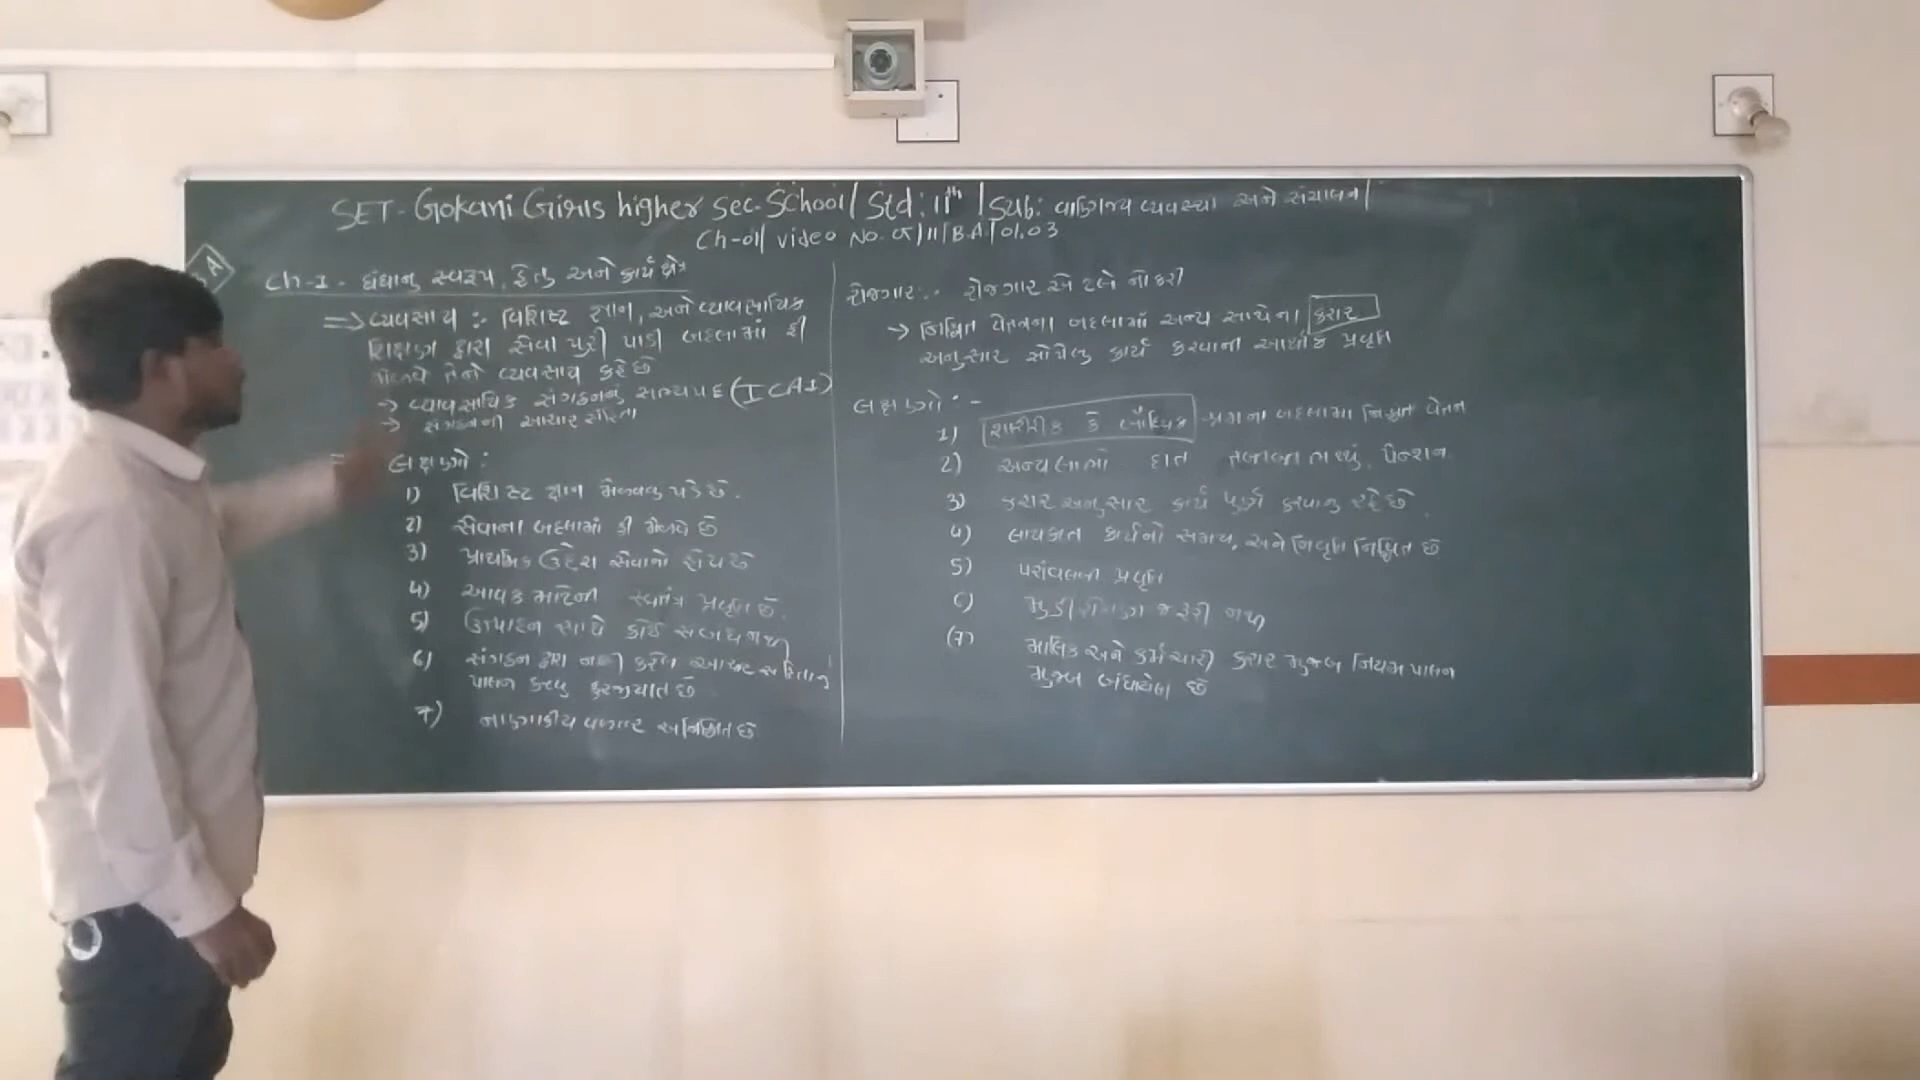 SET - Gokani Girls higher sec. School / Std : 11th / Sub: વાણિજ્ય વ્યવસ્થા અને સંચાલન /
Ch-01 / video No. 5/11/B.A/01.03
Ch-1 - ધંધાનું સ્વરૂપ, હેતુ અને કાર્ય ક્ષેત્ર
⇒ વ્યવસાય :- વિશિષ્ટ જ્ઞાન, અને વ્યાવસાયિક
શિક્ષણ દ્વારા સેવા પુરી પાડી બદલામાં ફી
મેળવે તેને વ્યવસાય કહે છે
→ વ્યાવસાયિક સંગઠનનું સભ્યપદ (ICAI)
→ સંગઠનની આચાર સંહિતા
લક્ષણો :
1) વિશિષ્ટ જ્ઞાન મેળવવુ પડે છે.
2) સેવાના બદલામાં ફી મેળવે છે
3) પ્રાથમિક ઉદ્દેશ સેવાનો હોય છે
4) આવક માટેની સ્વતંત્ર પ્રવૃત્તિ છે.
5) ઉત્પાદન સાથે કોઈ સંબંધ નથી
6) સંગઠન દ્વારા નક્કી કરેલ આચાર સંહિતાનું
પાલન કરવુ ફરજીયાત છે
7) નાણાકીય વળતર અનિશ્ચિત છે
રોજગાર :- રોજગાર એટલે નોકરી
→ નિશ્ચિત વેતનના બદલામાં અન્ય સાથેના કરાર
અનુસાર સોંપેલુ કાર્ય કરવાની આર્થિક પ્રવૃત્તિ
લક્ષણો :-
1) શારીરીક કે બૌદ્ધિક શ્રમના બદલામાં નિશ્ચિત વેતન
2) અન્ય લાભો દાત તબીબી ભથ્થું, પેન્શન
3) કરાર અનુસાર કાર્ય પુર્ણ કરવાનુ રહે છે.
4) લાયકાત કાર્યનો સમય, અને નિવૃત્તિ નિશ્ચિત છે
5) પરાવલંબી પ્રવૃત્તિ
6) મુડી રોકાણ જરૂરી નથી
(7) માલિક અને કર્મચારી કરાર મુજબ નિયમ પાલન
મુજબ બંધાયેલા છે